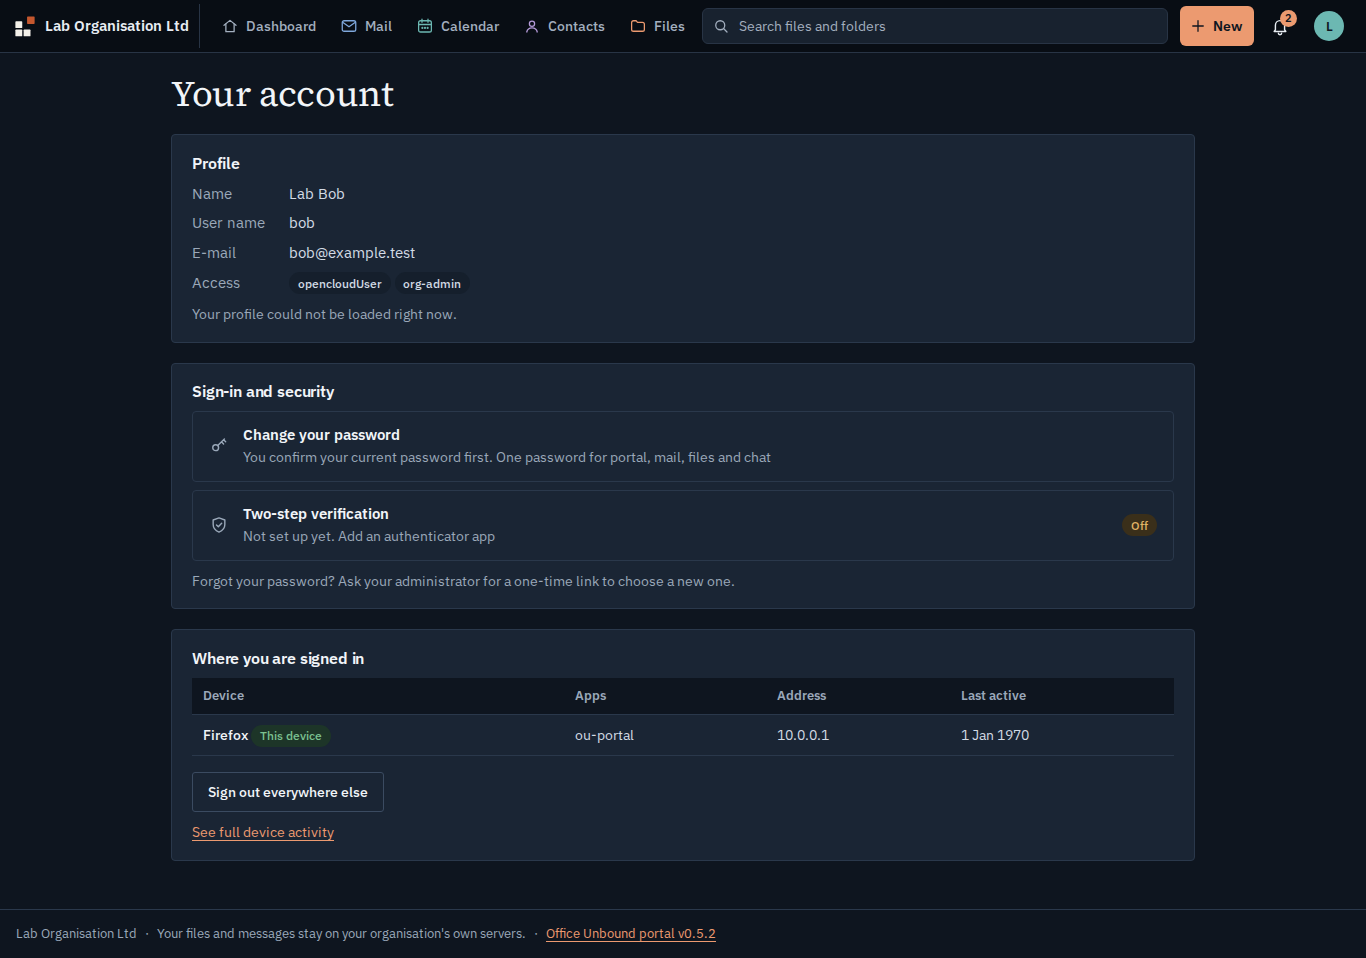 Lab Organisation Ltd Dashboard Mail Calendar Contacts Files Search files and folders New 2 L
Your account
Profile
Name Lab Bob
User name bob
E-mail bob@example.test
Access opencloudUser org-admin
Your profile could not be loaded right now.
Sign-in and security
Change your password
You confirm your current password first. One password for portal, mail, files and chat
Two-step verification
Not set up yet. Add an authenticator app
Off
Forgot your password? Ask your administrator for a one-time link to choose a new one.
Where you are signed in
Device Apps Address Last active
Firefox This device ou-portal 10.0.0.1 1 Jan 1970
Sign out everywhere else
See full device activity
Lab Organisation Ltd · Your files and messages stay on your organisation's own servers. · Office Unbound portal v0.5.2